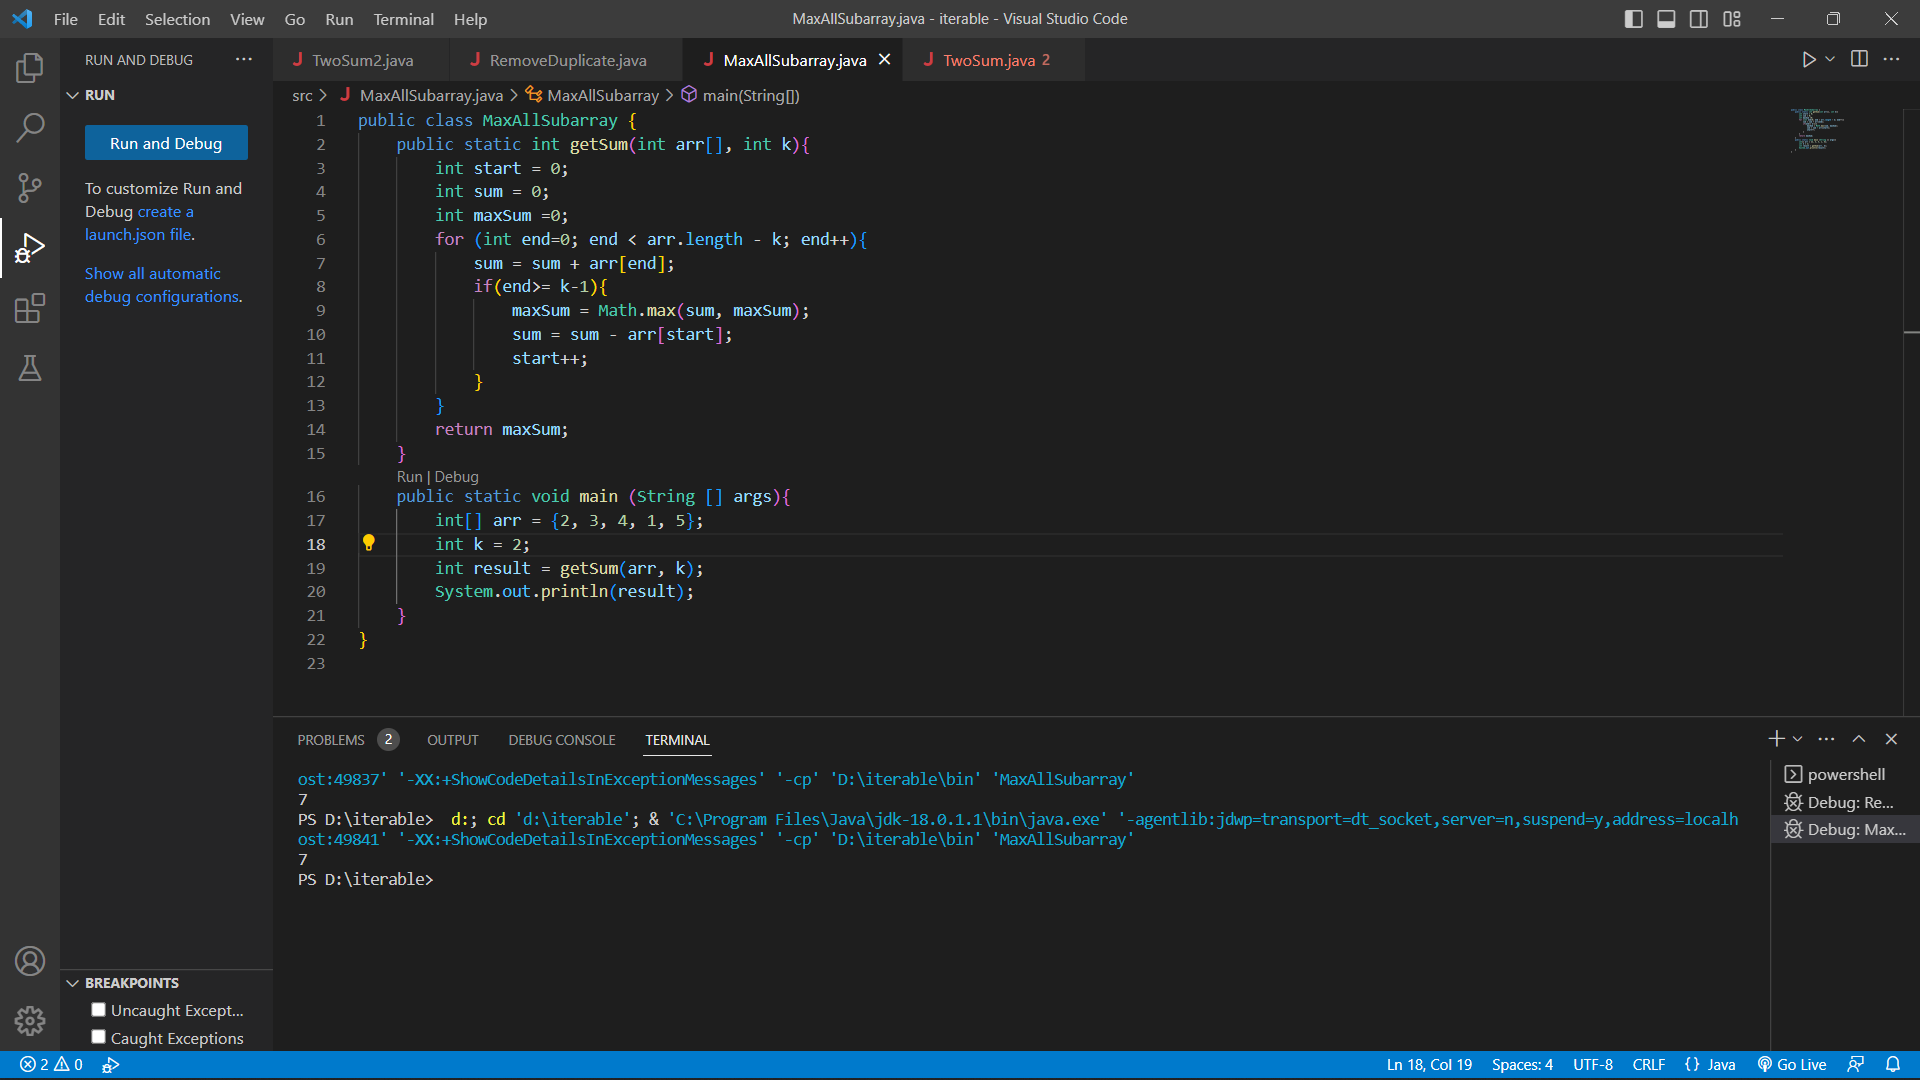 File Edit Selection View Go Run Terminal Help
MaxAllSubarray.java - iterable - Visual Studio Code
RUN AND DEBUG
TwoSum2.java
RemoveDuplicate.java
MaxAllSubarray.java
TwoSum.java 2
RUN
src > MaxAllSubarray.java > MaxAllSubarray > main(String[])
Run and Debug
To customize Run and
Debug create a
launch.json file.
Show all automatic
debug configurations.
1 public class MaxAllSubarray {
2 public static int getSum(int arr[], int k){
3 int start = 0;
4 int sum = 0;
5 int maxSum =0;
6 for (int end=0; end < arr.length - k; end++){
7 sum = sum + arr[end];
8 if(end>= k-1){
9 maxSum = Math.max(sum, maxSum);
10 sum = sum - arr[start];
11 start++;
12 }
13 }
14 return maxSum;
15 }
Run | Debug
16 public static void main (String [] args){
17 int[] arr = {2, 3, 4, 1, 5};
18 int k = 2;
19 int result = getSum(arr, k);
20 System.out.println(result);
21 }
22 }
23
PROBLEMS 2 OUTPUT DEBUG CONSOLE TERMINAL
ost:49837' '-XX:+ShowCodeDetailsInExceptionMessages' '-cp' 'D:\iterable\bin' 'MaxAllSubarray'
7
PS D:\iterable> d:; cd 'd:\iterable'; & 'C:\Program Files\Java\jdk-18.0.1.1\bin\java.exe' '-agentlib:jdwp=transport=dt_socket,server=n,suspend=y,address=localh
ost:49841' '-XX:+ShowCodeDetailsInExceptionMessages' '-cp' 'D:\iterable\bin' 'MaxAllSubarray'
7
PS D:\iterable>
powershell
Debug: Re...
Debug: Max...
BREAKPOINTS
Uncaught Except...
Caught Exceptions
2 0
Ln 18, Col 19 Spaces: 4 UTF-8 CRLF {} Java Go Live